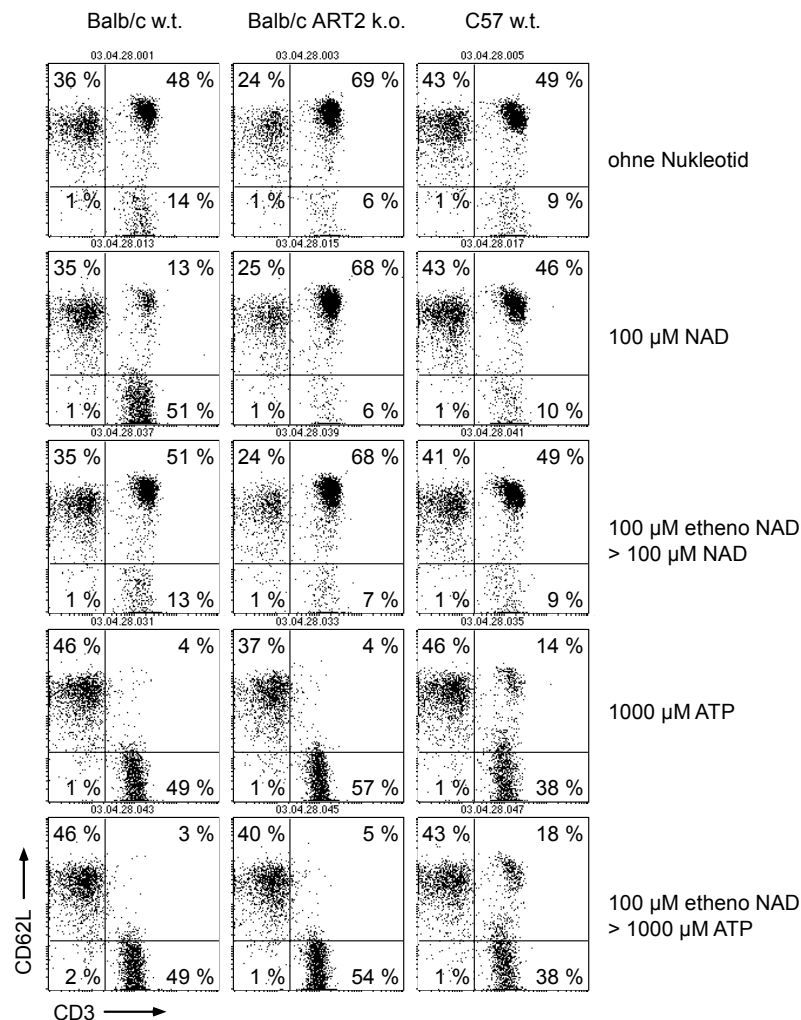 Balb/c w.t. Balb/c ART2 k.o. C57 w.t.
03.04.28.001 03.04.28.003 03.04.28.005
36 % 48 % 24 % 69 % 43 % 49 %
ohne Nukleotid
1 % 14 % 1 % 6 % 1 % 9 %
03.04.28.013 03.04.28.015 03.04.28.017
35 % 13 % 25 % 68 % 43 % 46 %
100 µM NAD
1 % 51 % 1 % 6 % 1 % 10 %
03.04.28.037 03.04.28.039 03.04.28.041
35 % 51 % 24 % 68 % 41 % 49 %
100 µM etheno NAD
> 100 µM NAD
1 % 13 % 1 % 7 % 1 % 9 %
03.04.28.031 03.04.28.033 03.04.28.035
46 % 4 % 37 % 4 % 46 % 14 %
1000 µM ATP
1 % 49 % 1 % 57 % 1 % 38 %
03.04.28.043 03.04.28.045 03.04.28.047
46 % 3 % 40 % 5 % 43 % 18 %
100 µM etheno NAD
> 1000 µM ATP
2 % 49 % 1 % 54 % 1 % 38 %
CD62L
CD3